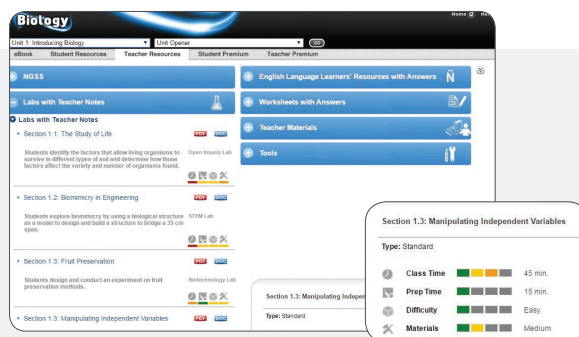 Biology
Home
Unit 1: Introducing Biology
Unit Opener
GO
eBook Student Resources Teacher Resources Student Premium Teacher Premium
NGSS
Labs with Teacher Notes
Labs with Teacher Notes
Section 1.1: The Study of Life PDF DOC
Students identify the factors that allow living organisms to
survive in different types of soil and determine how those
factors affect the variety and number of organisms found.
Open Inquiry Lab
Section 1.2: Biomimicry in Engineering PDF DOC
Students explore biomimicry by using a biological structure
as a model to design and build a structure to bridge a 35 cm
span.
STEM Lab
Section 1.3: Fruit Preservation PDF DOC
Students design and conduct an experiment on fruit
preservation methods.
Biotechnology Lab
Section 1.3: Manipulating Independent Variables PDF DOC
English Language Learners' Resources with Answers Ñ
Worksheets with Answers
Teacher Materials
Tools
Section 1.3: Manipulating Indepen
Type: Standard
Section 1.3: Manipulating Independent Variables
Type: Standard
Class Time 45 min.
Prep Time 15 min.
Difficulty Easy
Materials Medium